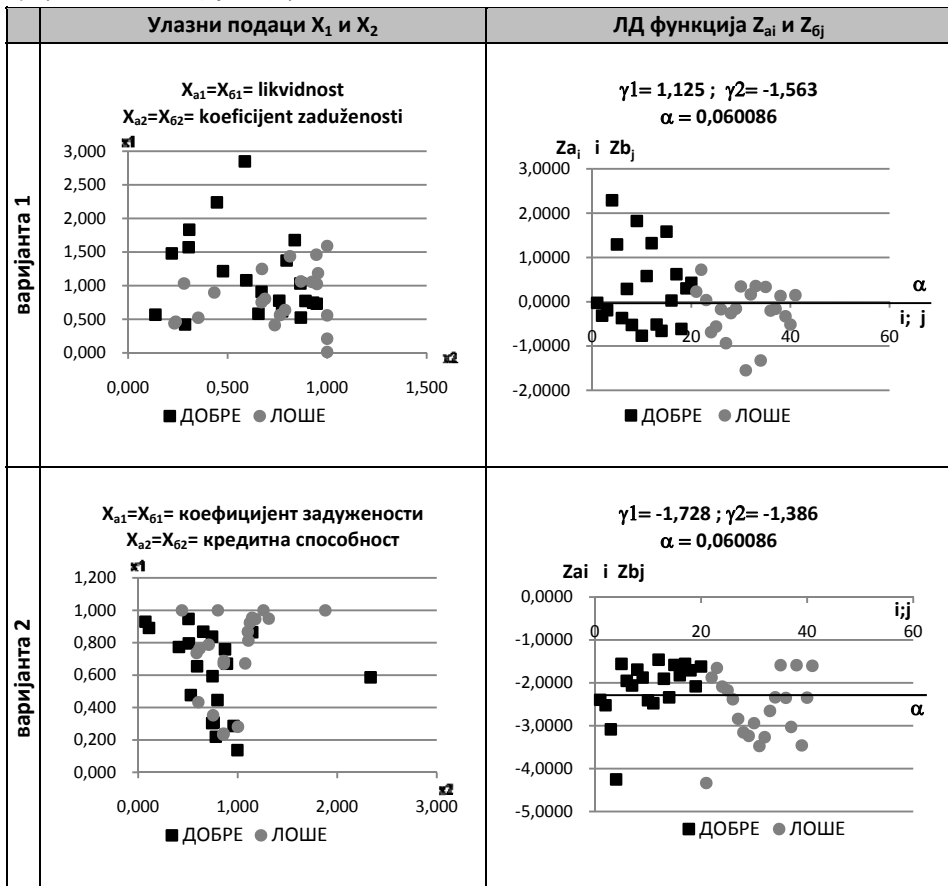 Улазни подаци X₁ и X₂
ЛД функција Zаi и Zбj
варијанта 1
Xa1=Xб1= likvidnost
Xa2=Xб2= koeficijent zaduženosti
x1
3,000
2,500
2,000
1,500
1,000
0,500
0,000
0,000 0,500 1,000 1,500
x2
ДОБРЕ ЛОШЕ
γ1= 1,125 ; γ2= -1,563
α = 0,060086
Zai i Zbj
3,0000
2,0000
1,0000
0,0000
-1,0000
-2,0000
0 20 40 60
α
i; j
ДОБРЕ ЛОШЕ
варијанта 2
Xa1=Xб1= коефицијент задужености
Xa2=Xб2= кредитна способност
x1
1,200
1,000
0,800
0,600
0,400
0,200
0,000
0,000 1,000 2,000 3,000
x2
ДОБРЕ ЛОШЕ
γ1= -1,728 ; γ2= -1,386
α = 0,060086
Zai i Zbj
0,0000
-1,0000
-2,0000
-3,0000
-4,0000
-5,0000
0 20 40 60
i;j
α
ДОБРЕ ЛОШЕ